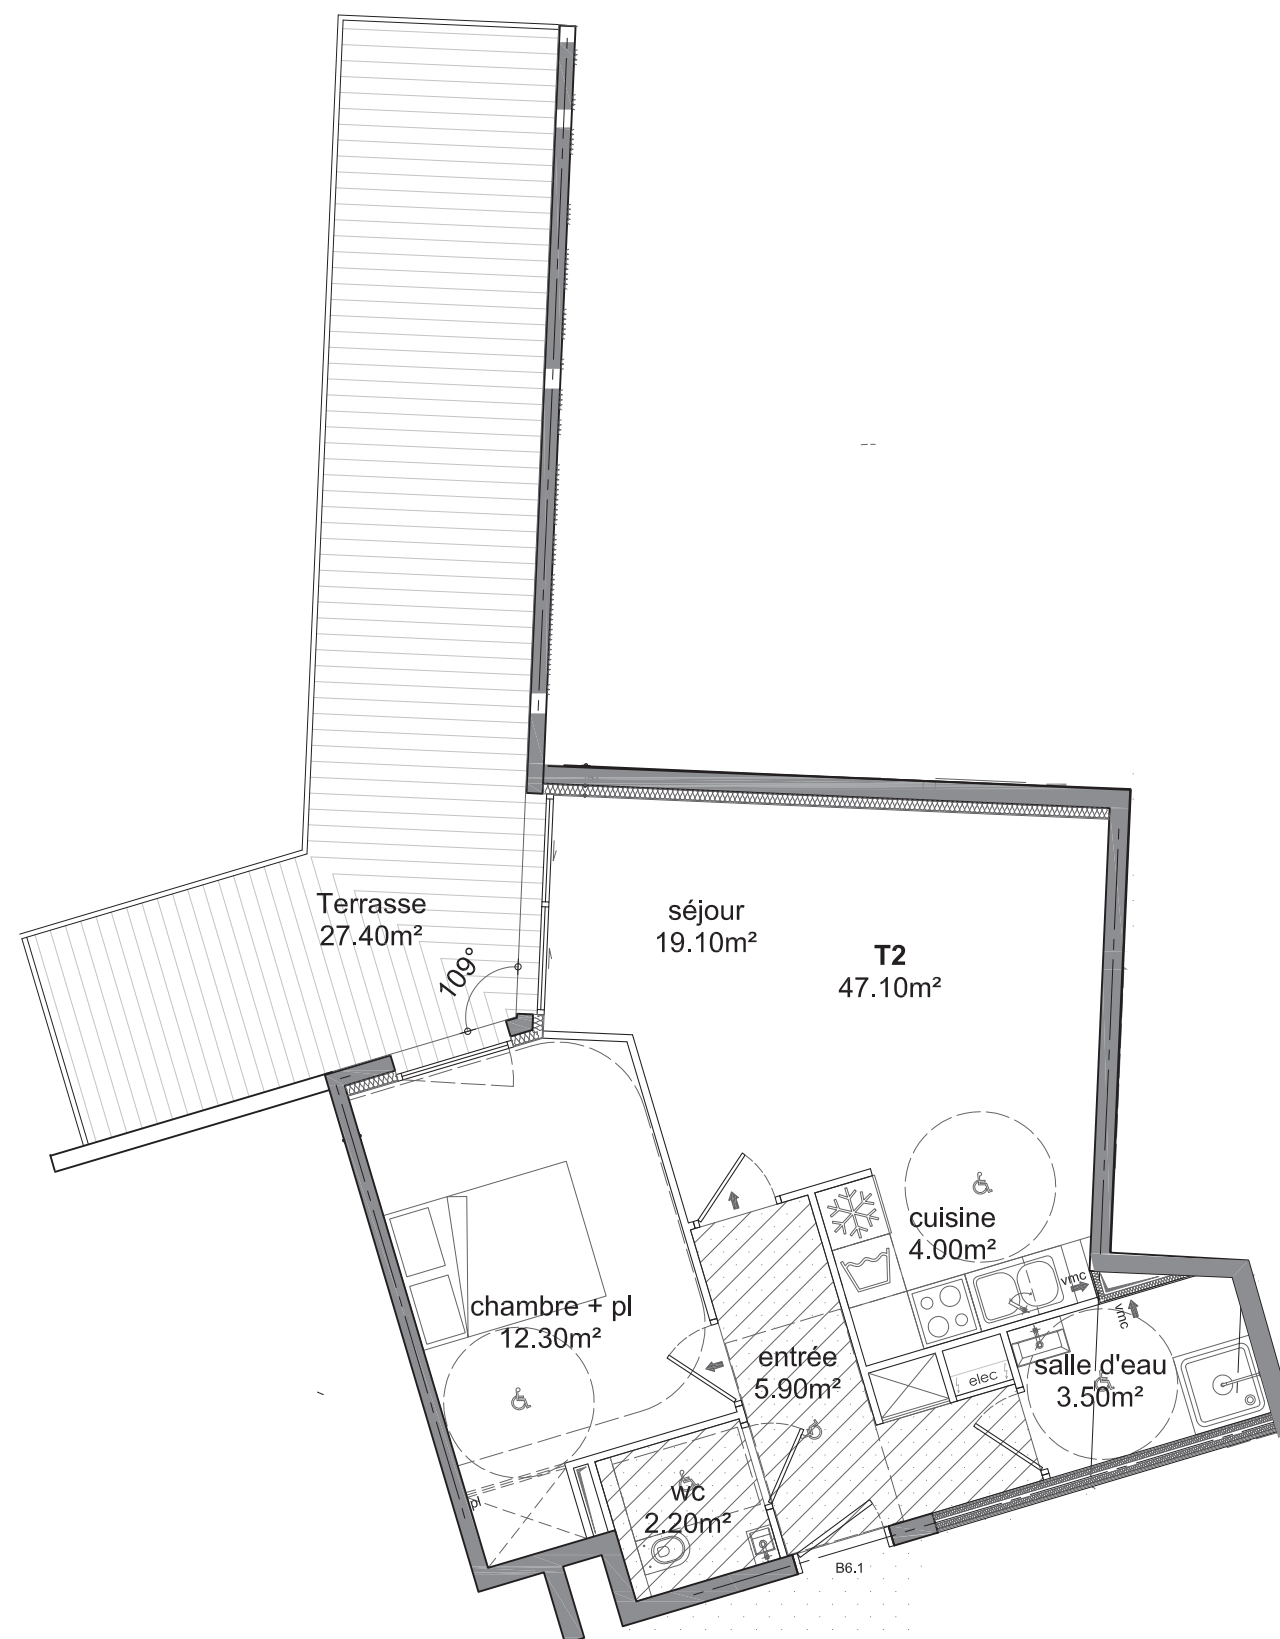 Terrasse
27.40m²
109°
séjour
19.10m²
T2
47.10m²
cuisine
4.00m²
vmc
vmc
chambre + pl
12.30m²
entrée
5.90m²
elec
salle d'eau
3.50m²
pl
wc
2.20m²
B6.1